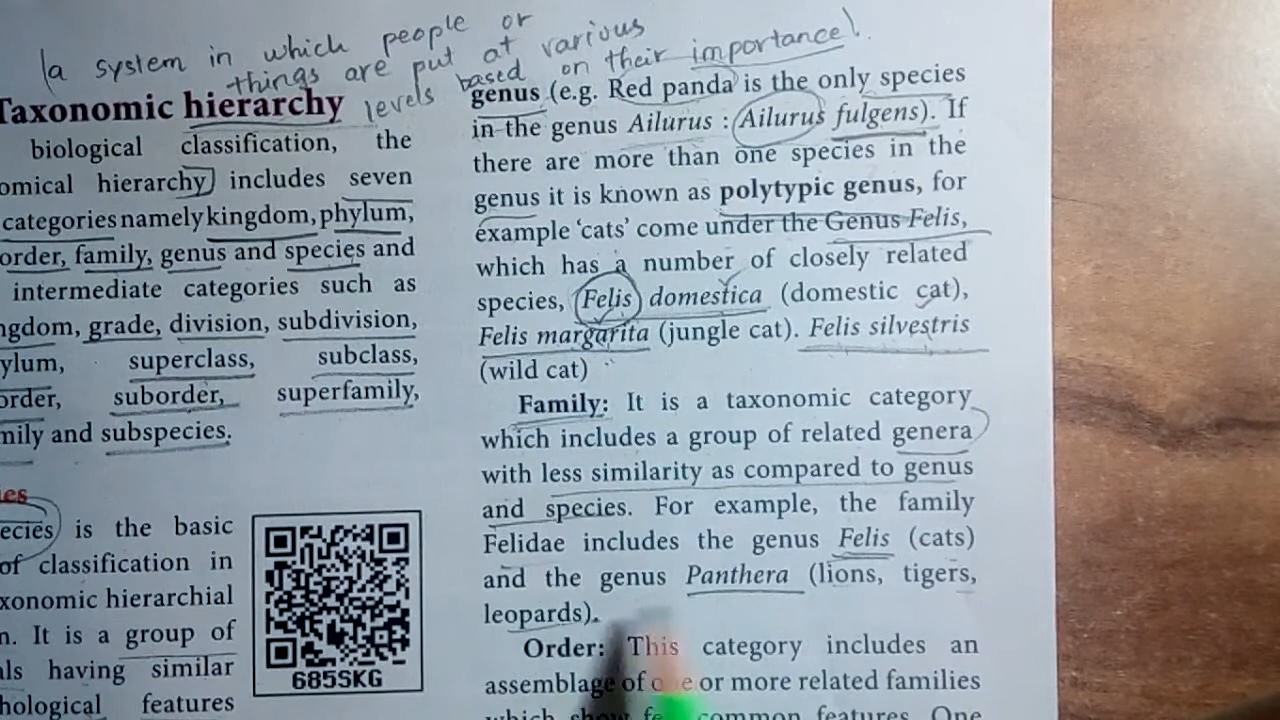 (a system in which people or
things are put at various
levels based on their importance).
Taxonomic hierarchy
biological classification, the
omical hierarchy includes seven
categories namely kingdom, phylum,
order, family, genus and species and
intermediate categories such as
ngdom, grade, division, subdivision,
ylum, superclass, subclass,
order, suborder, superfamily,
mily and subspecies.
ies
ecies is the basic
of classification in
xonomic hierarchial
n. It is a group of
als having similar
hological features
685SKG
genus (e.g. Red panda is the only species
in the genus Ailurus : Ailurus fulgens). If
there are more than one species in the
genus it is known as polytypic genus, for
example ‘cats’ come under the Genus Felis,
which has a number of closely related
species, Felis domestica (domestic cat),
Felis margarita (jungle cat). Felis silvestris
(wild cat)
Family: It is a taxonomic category
which includes a group of related genera
with less similarity as compared to genus
and species. For example, the family
Felidae includes the genus Felis (cats)
and the genus Panthera (lions, tigers,
leopards).
Order: This category includes an
assemblage of one or more related families
which show few common features. One